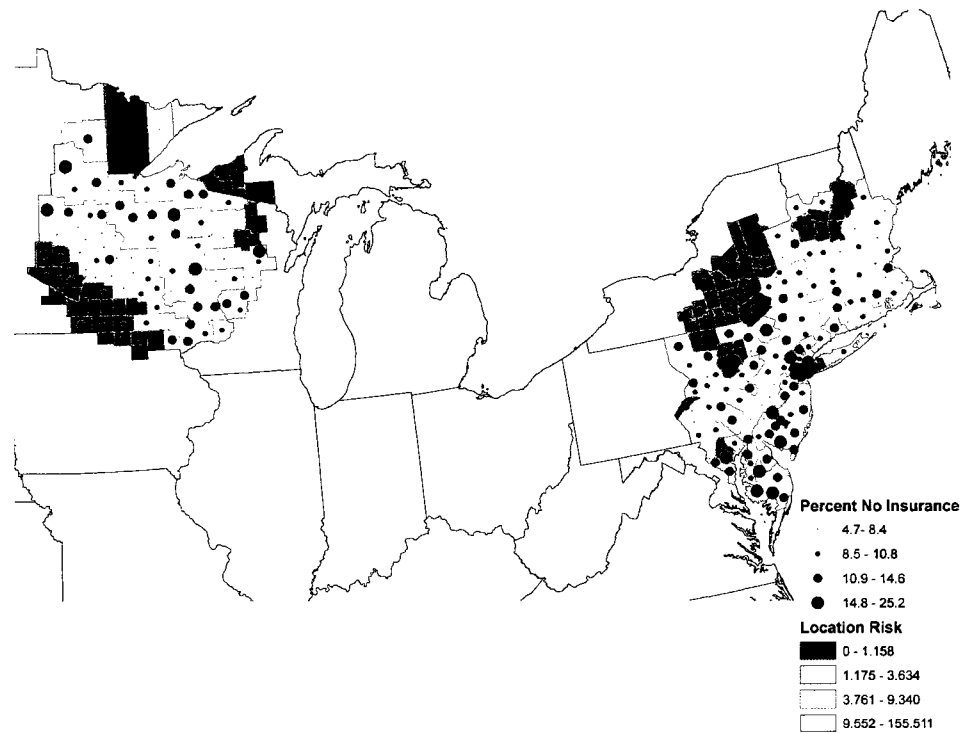 Percent No Insurance
4.7- 8.4
8.5 - 10.8
10.9 - 14.6
14.8 - 25.2
Location Risk
0 - 1.158
1.175 - 3.634
3.761 - 9.340
9.552 - 155.511